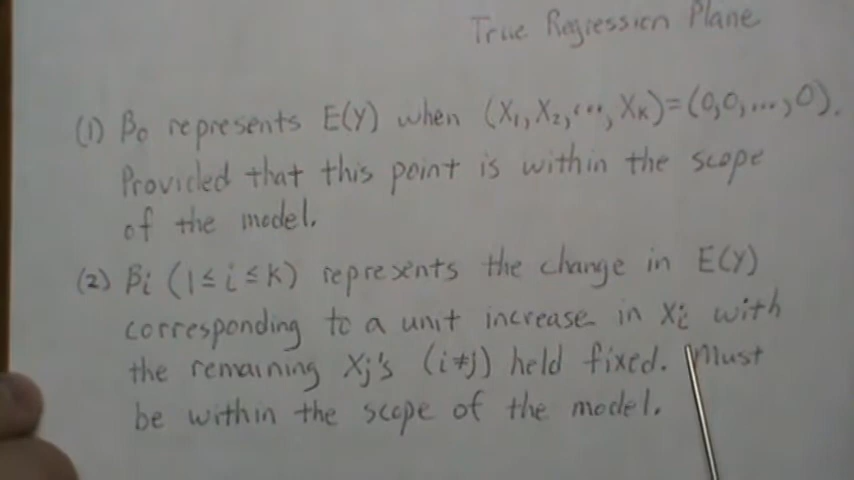 True Regression Plane
(1) β₀ represents E(Y) when (X₁, X₂, ..., Xₖ)=(0,0,...,0).
Provided that this point is within the scope
of the model.
(2) βi (1≤i≤K) represents the change in E(Y)
corresponding to a unit increase in Xi with
the remaining Xj's (i≠j) held fixed. Must
be within the scope of the model.